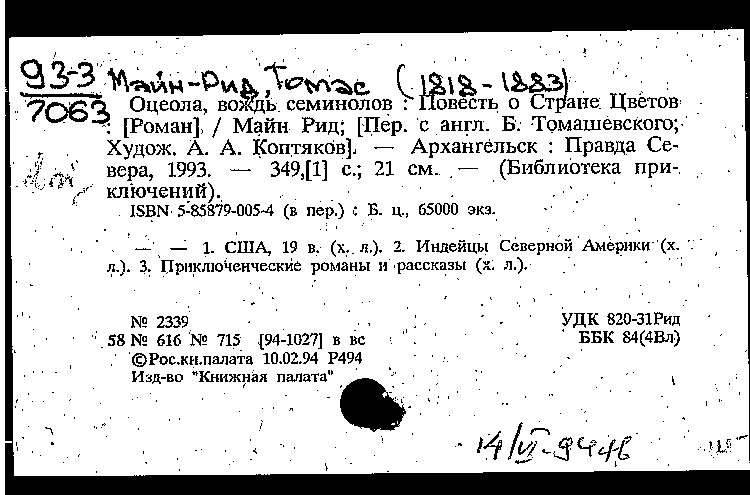 93-3 Майн-Рид, Томас (1818-1883)
7063 Оцеола, вождь семинолов : Повесть о Стране Цветов
: [Роман] / Майн Рид; [Пер. с англ. Б. Томашевского;
Худож. А. А. Коптяков]. — Архангельск : Правда Се-
вера, 1993. — 349,[1] с.; 21 см. — (Библиотека при-
ключений).
ISBN 5-85879-005-4 (в пер.) : Б. ц., 65000 экз.
— — 1. США, 19 в. (х. л.). 2. Индейцы Северной Америки (х.
л.). 3. Приключенческие романы и рассказы (х. л.).
№ 2339 УДК 820-31Рид
58 № 616 № 715 [94-1027] в вс ББК 84(4Вл)
©Рос.кн.палата 10.02.94 Р494
Изд-во "Книжная палата"
14/VI-94